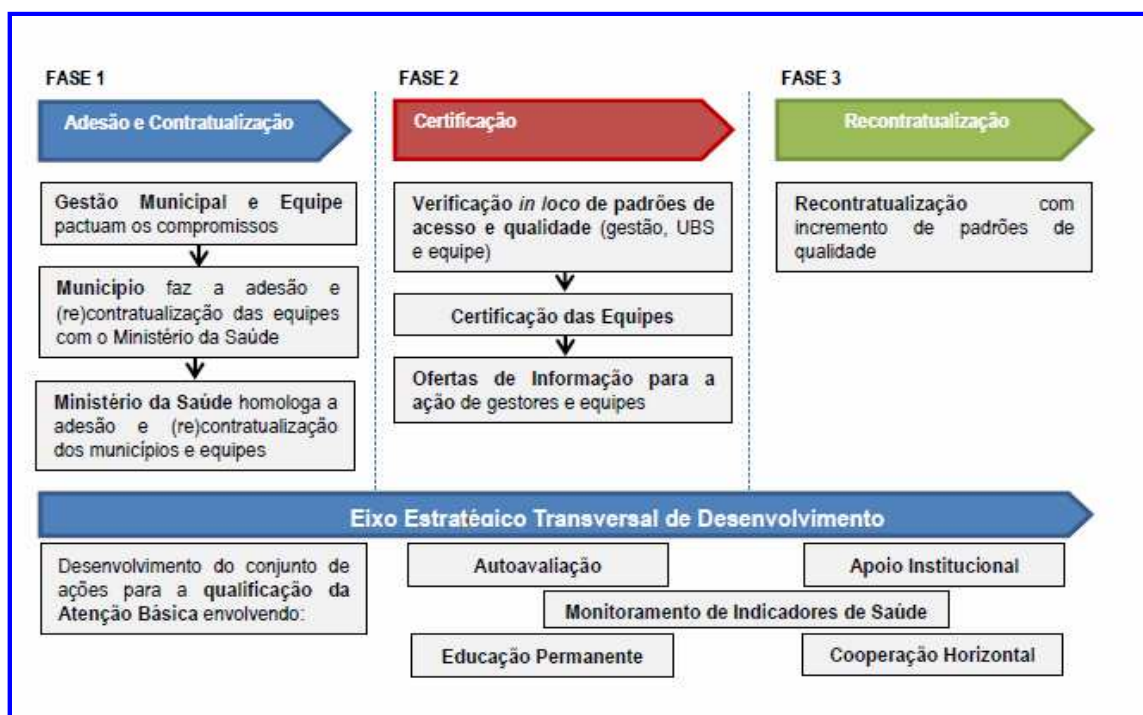 FASE 1
Adesão e Contratualização
Gestão Municipal e Equipe
pactuam os compromissos
Município faz a adesão e
(re)contratualização das equipes
com o Ministério da Saúde
Ministério da Saúde homologa a
adesão e (re)contratualização
dos municípios e equipes
FASE 2
Certificação
Verificação in loco de padrões de
acesso e qualidade (gestão, UBS
e equipe)
Certificação das Equipes
Ofertas de Informação para a
ação de gestores e equipes
FASE 3
Recontratualização
Recontratualização com
incremento de padrões de
qualidade
Eixo Estratégico Transversal de Desenvolvimento
Desenvolvimento do conjunto de
ações para a qualificação da
Atenção Básica envolvendo:
Autoavaliação
Apoio Institucional
Monitoramento de Indicadores de Saúde
Educação Permanente
Cooperação Horizontal